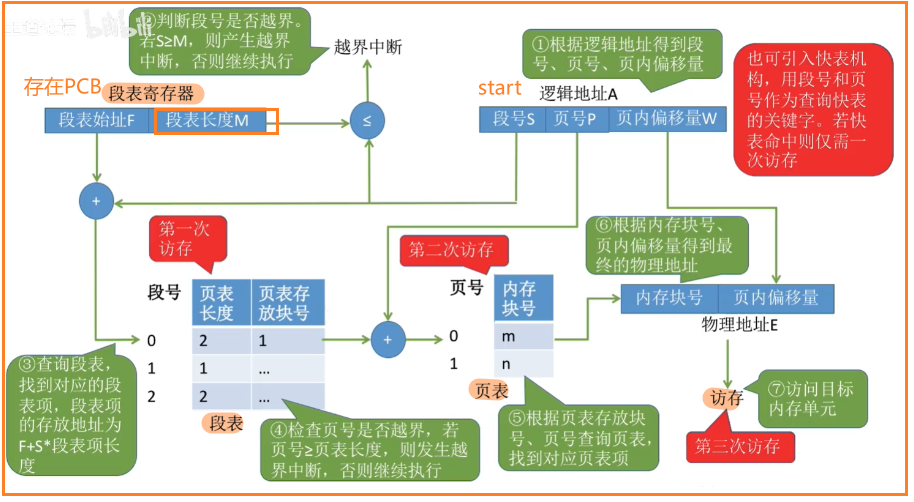 bilibili
②判断段号是否越界。
若S≥M，则产生越界
中断，否则继续执行
越界中断
①根据逻辑地址得到段
号、页号、页内偏移量
也可引入快表机
构，用段号和页
号作为查询快表
的关键字。若快
表命中则仅需一
次访存
存在PCB
段表寄存器
start
逻辑地址A
段表始址F
段表长度M
≤
段号S
页号P
页内偏移量W
+
第一次
访存
第二次访存
⑥根据内存块号、
页内偏移量得到最
终的物理地址
段号
页表
长度
页表存
放块号
页号
内存
块号
内存块号
页内偏移量
物理地址E
0
2
1
+
0
m
1
1
...
1
n
2
2
...
段表
页表
③查询段表，
找到对应的段
表项，段表项
的存放地址为
F+S*段表项长
度
④检查页号是否越界，若
页号≥页表长度，则发生越
界中断，否则继续执行
⑤根据页表存放块
号、页号查询页表，
找到对应页表项
访存
⑦访问目标
内存单元
第三次访存